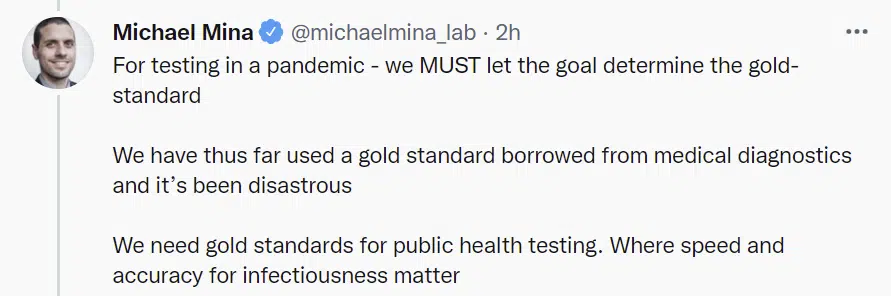 Michael Mina @michaelmina_lab · 2h
For testing in a pandemic - we MUST let the goal determine the gold-
standard
We have thus far used a gold standard borrowed from medical diagnostics
and it’s been disastrous
We need gold standards for public health testing. Where speed and
accuracy for infectiousness matter